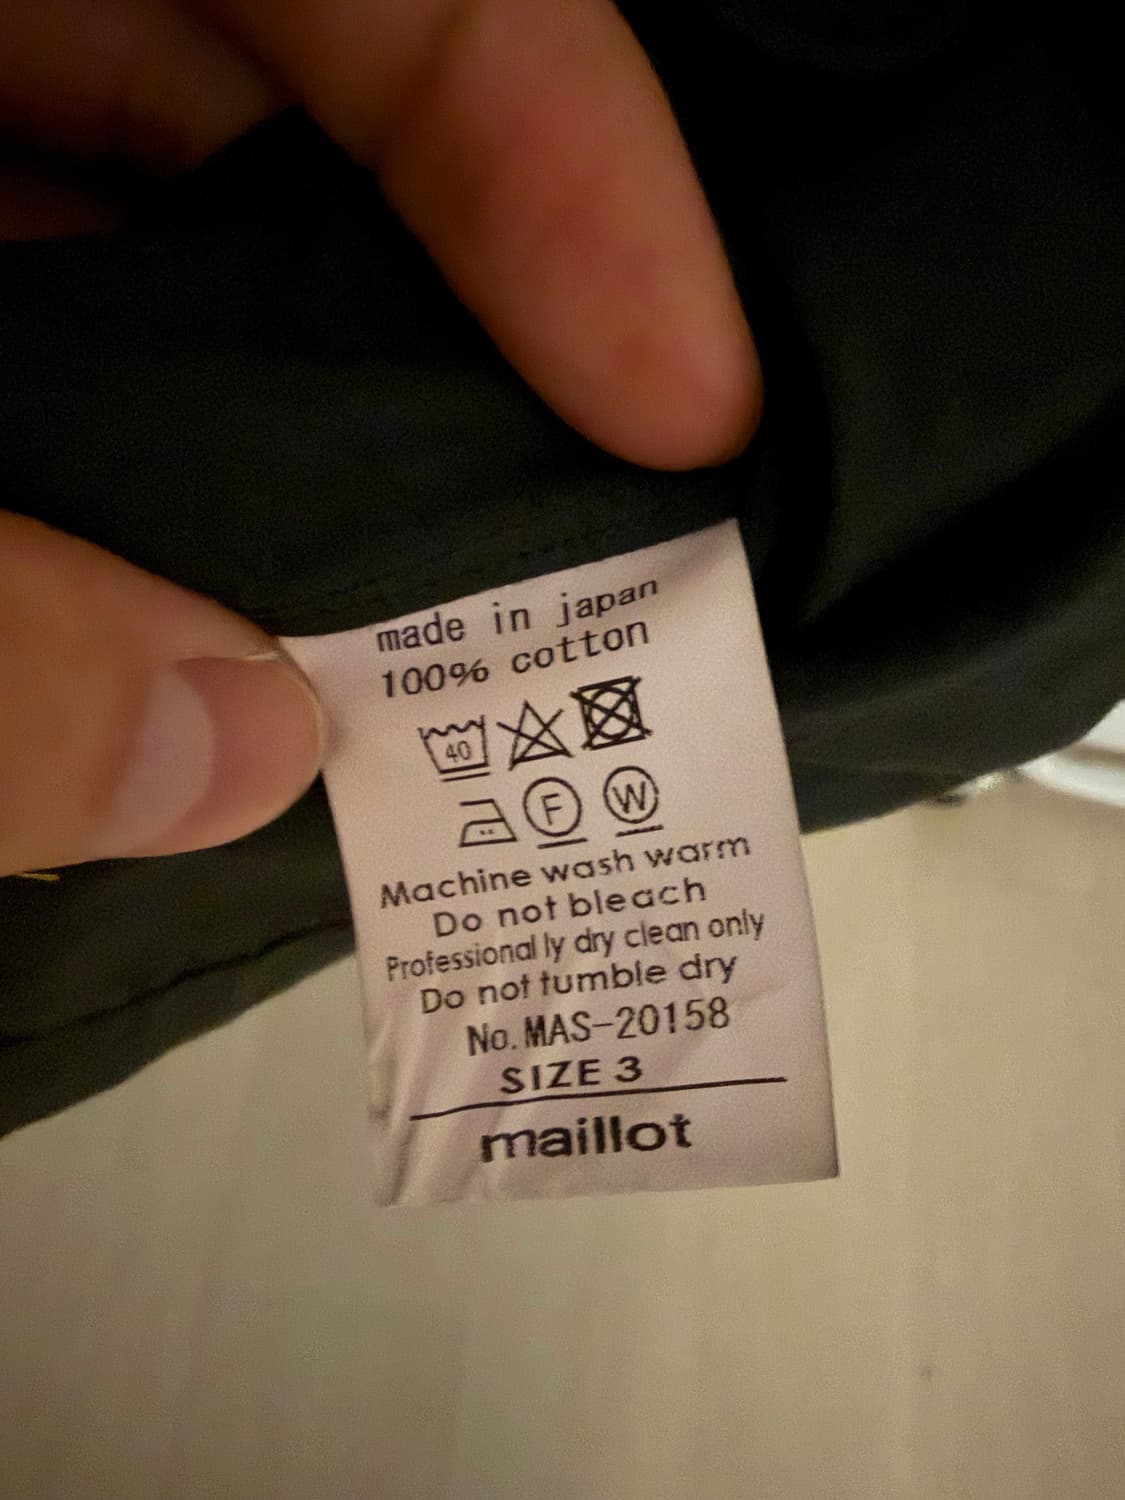 made in japan
100% cotton
40
F W
Machine wash warm
Do not bleach
Professional ly dry clean only
Do not tumble dry
No. MAS-20158
SIZE 3
maillot